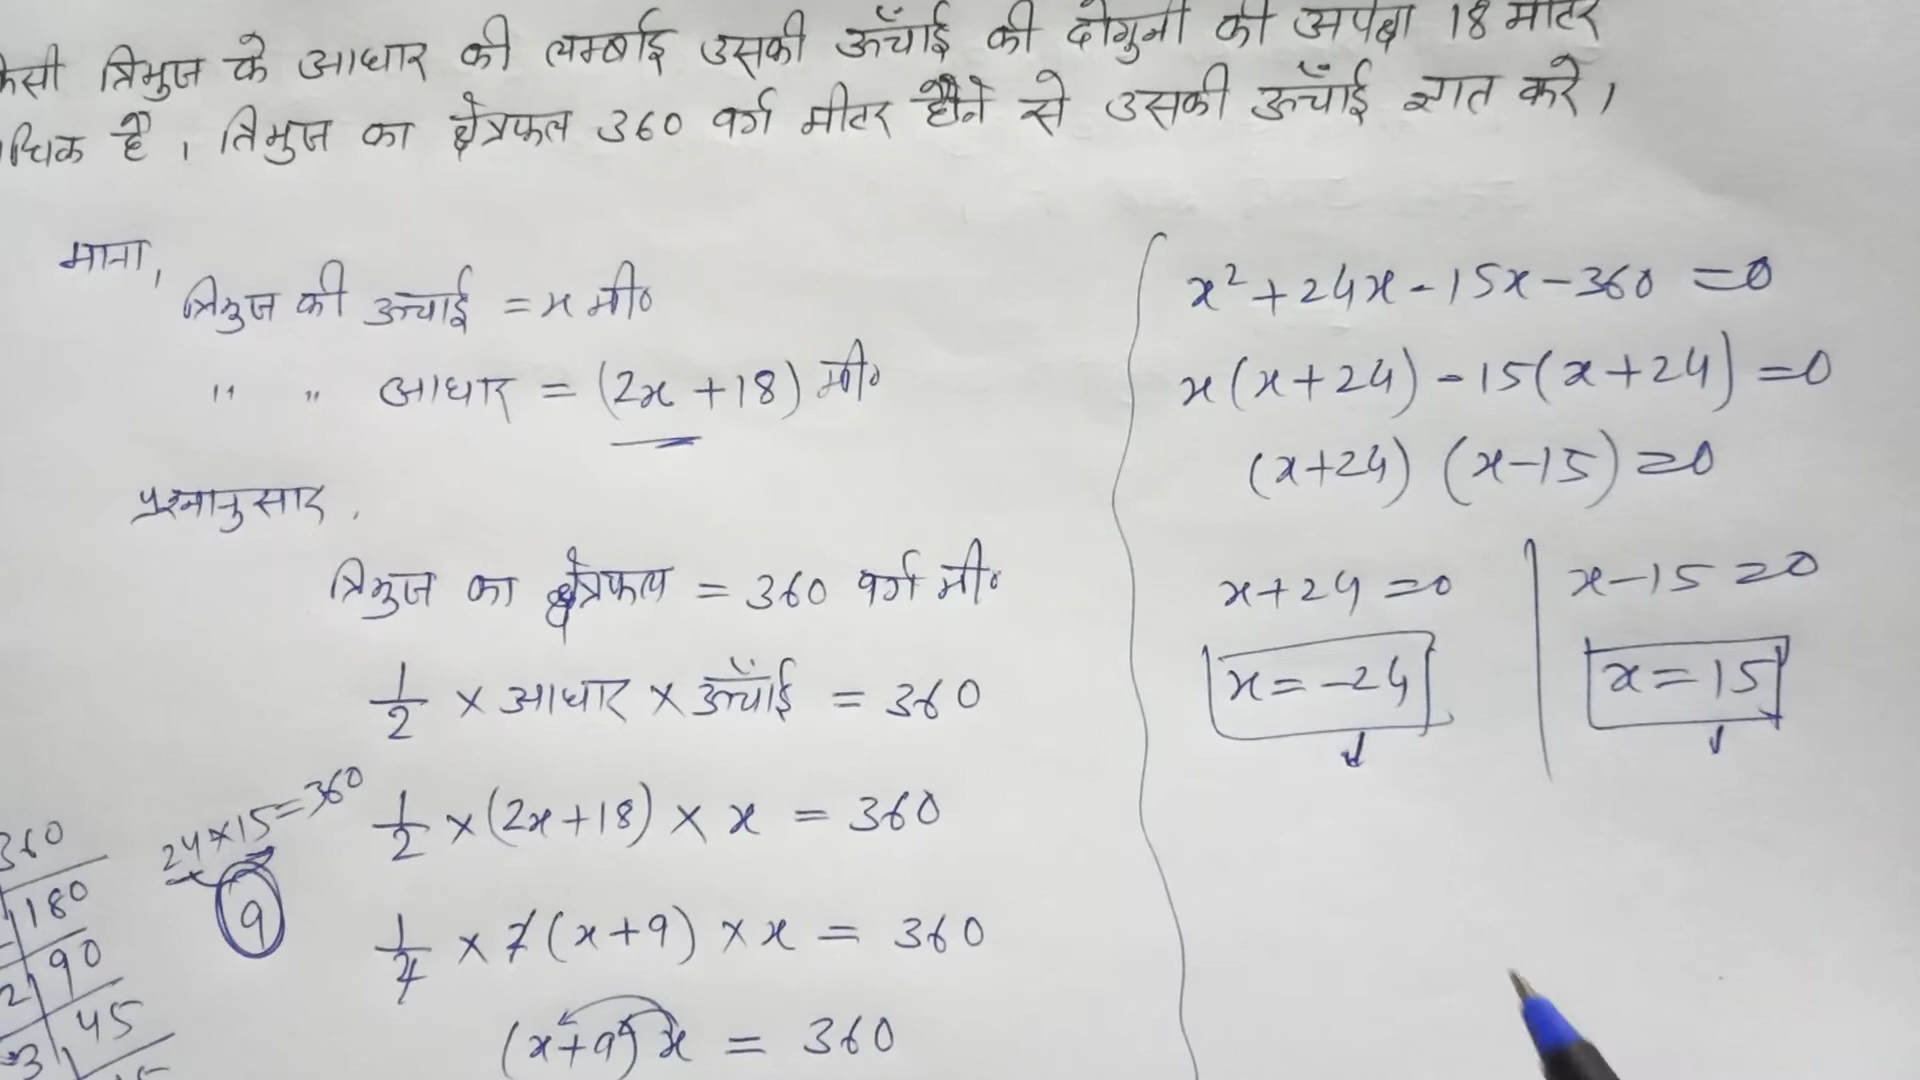 त्रिभुज के आधार की लम्बाई उसकी ऊँचाई की दोगुनी की अपेक्षा 18 मीटर
धिक है । त्रिभुज का क्षेत्रफल 360 वर्ग मीटर होने से उसकी ऊँचाई ज्ञात करे ।
माना,
त्रिभुज की ऊचाई = x मी०
" " आधार = (2x + 18) मी०
प्रश्नानुसार,
त्रिभुज का क्षेत्रफल = 360 वर्ग मी०
1/2 × आधार × ऊँचाई = 360
1/2 × (2x+18) × x = 360
1/2 × 2(x+9) × x = 360
(x+9)x = 360
24×15=360
9
360
180
2 90
3 45
x²+24x-15x-360 =0
x(x+24)-15(x+24)=0
(x+24) (x-15)=0
x+24=0
x=-24
x-15=0
x=15